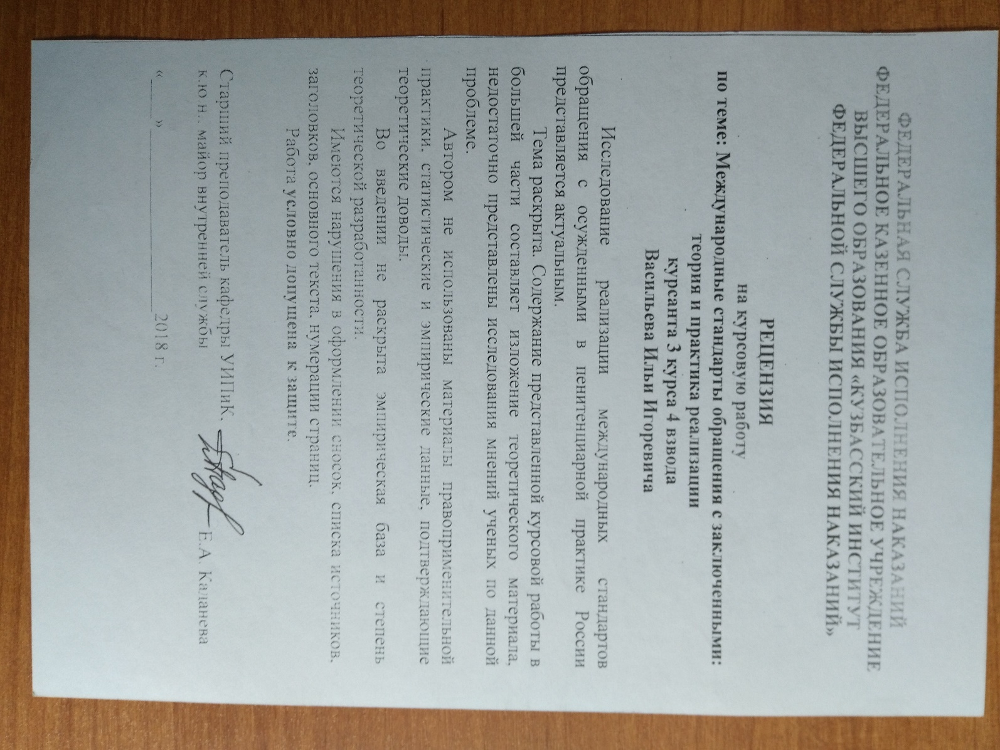 ФЕДЕРАЛЬНАЯ СЛУЖБА ИСПОЛНЕНИЯ НАКАЗАНИЙ
ФЕДЕРАЛЬНОЕ КАЗЕННОЕ ОБРАЗОВАТЕЛЬНОЕ УЧРЕЖДЕНИЕ
ВЫСШЕГО ОБРАЗОВАНИЯ «КУЗБАССКИЙ ИНСТИТУТ
ФЕДЕРАЛЬНОЙ СЛУЖБЫ ИСПОЛНЕНИЯ НАКАЗАНИЙ»
РЕЦЕНЗИЯ
на курсовую работу
по теме: Международные стандарты обращения с заключенными:
теория и практика реализации
курсанта 3 курса 4 взвода
Васильева Ильи Игоревича
Исследование реализации международных стандартов
обращения с осужденными в пенитенциарной практике России
представляется актуальным.
Тема раскрыта. Содержание представленной курсовой работы в
большей части составляет изложение теоретического материала,
недостаточно представлены исследования мнений ученых по данной
проблеме.
Автором не использованы материалы правоприменительной
практики, статистические и эмпирические данные, подтверждающие
теоретические доводы.
Во введении не раскрыта эмпирическая база и степень
теоретической разработанности.
Имеются нарушения в оформлении сносок, списка источников,
заголовков, основного текста, нумерации страниц.
Работа условно допущена к защите.
Старший преподаватель кафедры УИПиК,
к.ю.н., майор внутренней службы Е.А. Каданева
«____ »____________________ 2018 г.